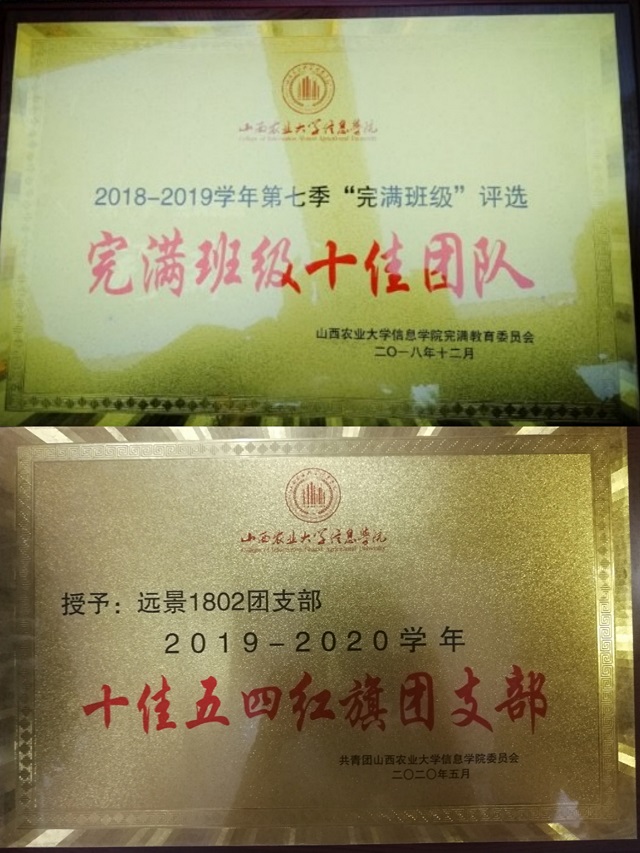 山西农业大学信息学院
2018-2019学年第七季“完满班级”评选
完满班级十佳团队
山西农业大学信息学院完满教育委员会
二〇一八年十二月
山西农业大学信息学院
授予：远景1802团支部
2019-2020学年
十佳五四红旗团支部
共青团山西农业大学信息学院委员会
二〇二〇年五月